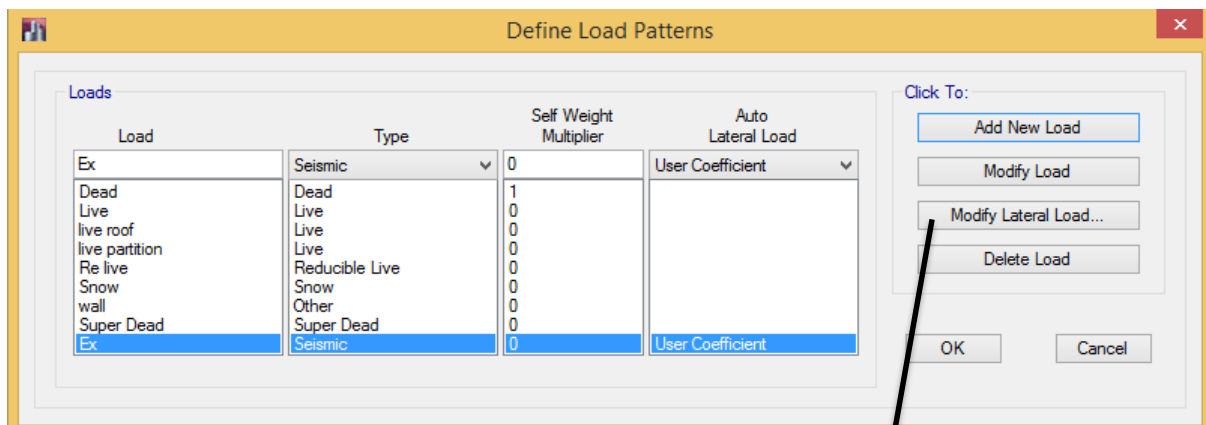 Define Load Patterns
Loads
Click To:
Load Type Self Weight Multiplier Auto Lateral Load
Ex Seismic 0 User Coefficient
Dead Dead 1
Live Live 0
live roof Live 0
live partition Live 0
Re live Reducible Live 0
Snow Snow 0
wall Other 0
Super Dead Super Dead 0
Ex Seismic 0 User Coefficient
Add New Load
Modify Load
Modify Lateral Load...
Delete Load
OK Cancel